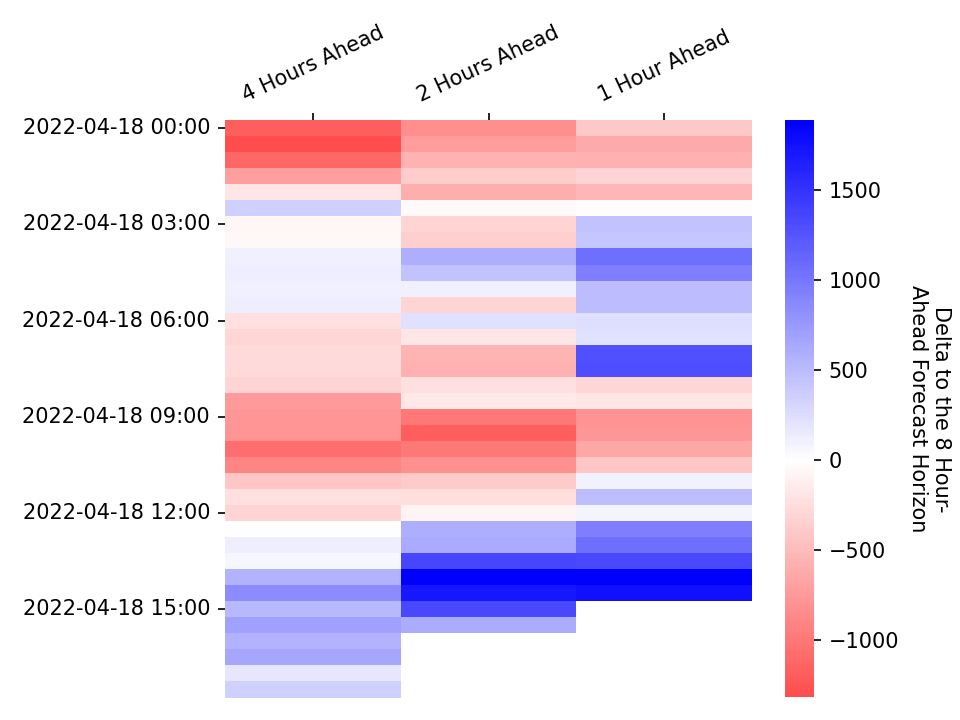 4 Hours Ahead
2 Hours Ahead
1 Hour Ahead
2022-04-18 00:00
2022-04-18 03:00
2022-04-18 06:00
2022-04-18 09:00
2022-04-18 12:00
2022-04-18 15:00
1500
1000
500
0
−500
−1000
Delta to the 8 Hour-
Ahead Forecast Horizon